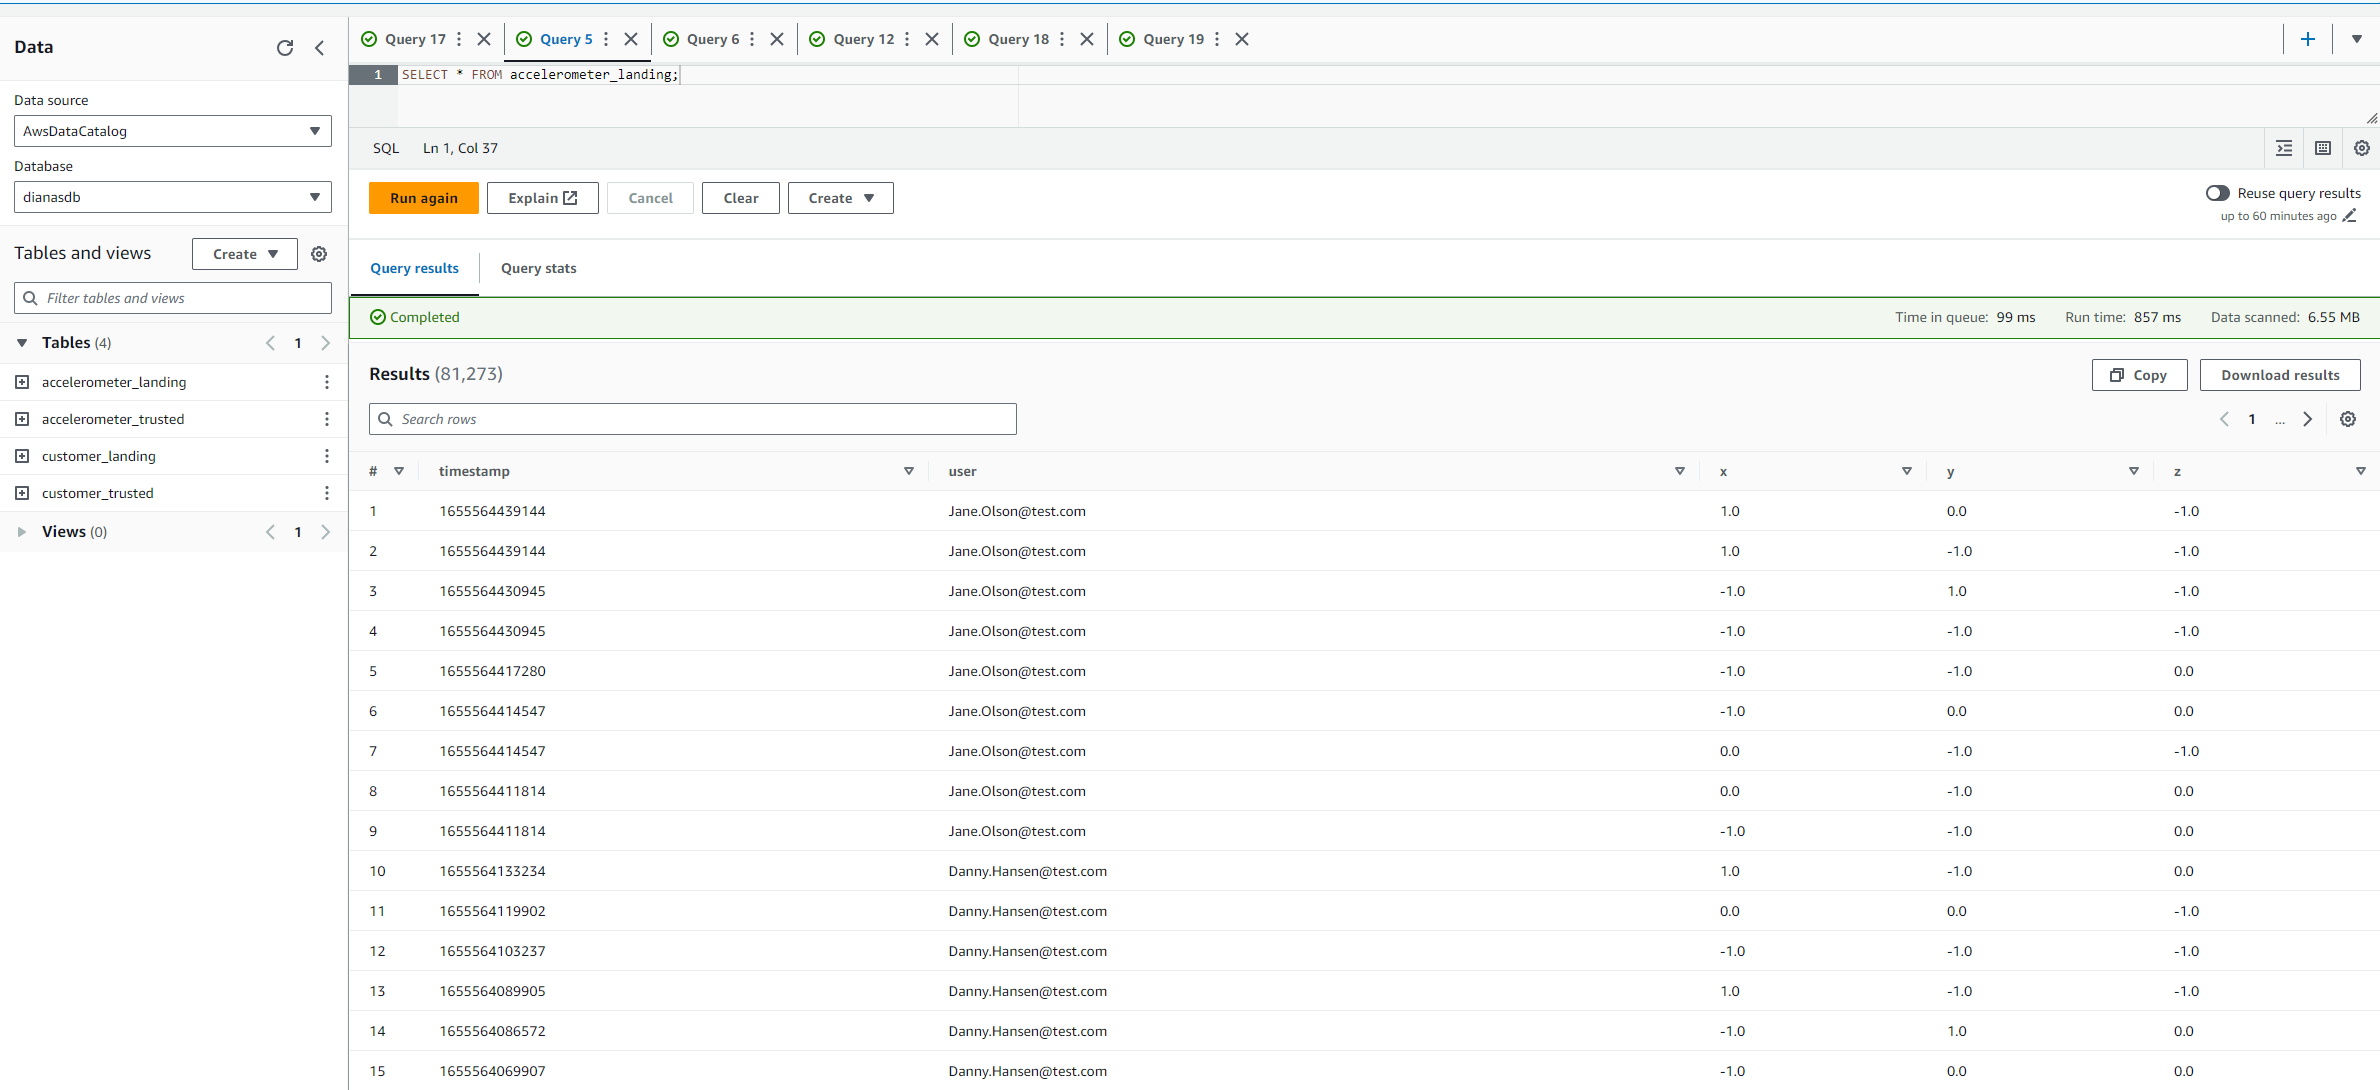 Data
Data source
AwsDataCatalog
Database
dianasdb
Tables and views
Create
Filter tables and views
Tables (4)
1
accelerometer_landing
accelerometer_trusted
customer_landing
customer_trusted
Views (0)
1
Query 17
Query 5
Query 6
Query 12
Query 18
Query 19
1 SELECT * FROM accelerometer_landing;
SQL Ln 1, Col 37
Run again Explain Cancel Clear Create
Reuse query results
up to 60 minutes ago
Query results Query stats
Completed Time in queue: 99 ms Run time: 857 ms Data scanned: 6.55 MB
Results (81,273)
Copy Download results
Search rows
1 ...
# timestamp user x y z
1 1655564439144 Jane.Olson@test.com 1.0 0.0 -1.0
2 1655564439144 Jane.Olson@test.com 1.0 -1.0 -1.0
3 1655564430945 Jane.Olson@test.com -1.0 1.0 -1.0
4 1655564430945 Jane.Olson@test.com -1.0 -1.0 -1.0
5 1655564417280 Jane.Olson@test.com -1.0 -1.0 0.0
6 1655564414547 Jane.Olson@test.com -1.0 0.0 0.0
7 1655564414547 Jane.Olson@test.com 0.0 -1.0 -1.0
8 1655564411814 Jane.Olson@test.com 0.0 -1.0 0.0
9 1655564411814 Jane.Olson@test.com -1.0 -1.0 0.0
10 1655564133234 Danny.Hansen@test.com 1.0 -1.0 0.0
11 1655564119902 Danny.Hansen@test.com 0.0 0.0 -1.0
12 1655564103237 Danny.Hansen@test.com -1.0 -1.0 -1.0
13 1655564089905 Danny.Hansen@test.com 1.0 -1.0 -1.0
14 1655564086572 Danny.Hansen@test.com -1.0 1.0 0.0
15 1655564069907 Danny.Hansen@test.com -1.0 0.0 0.0